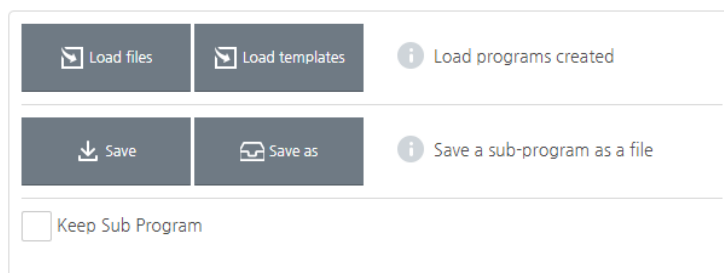 Load files Load templates Load programs created
Save Save as Save a sub-program as a file
Keep Sub Program